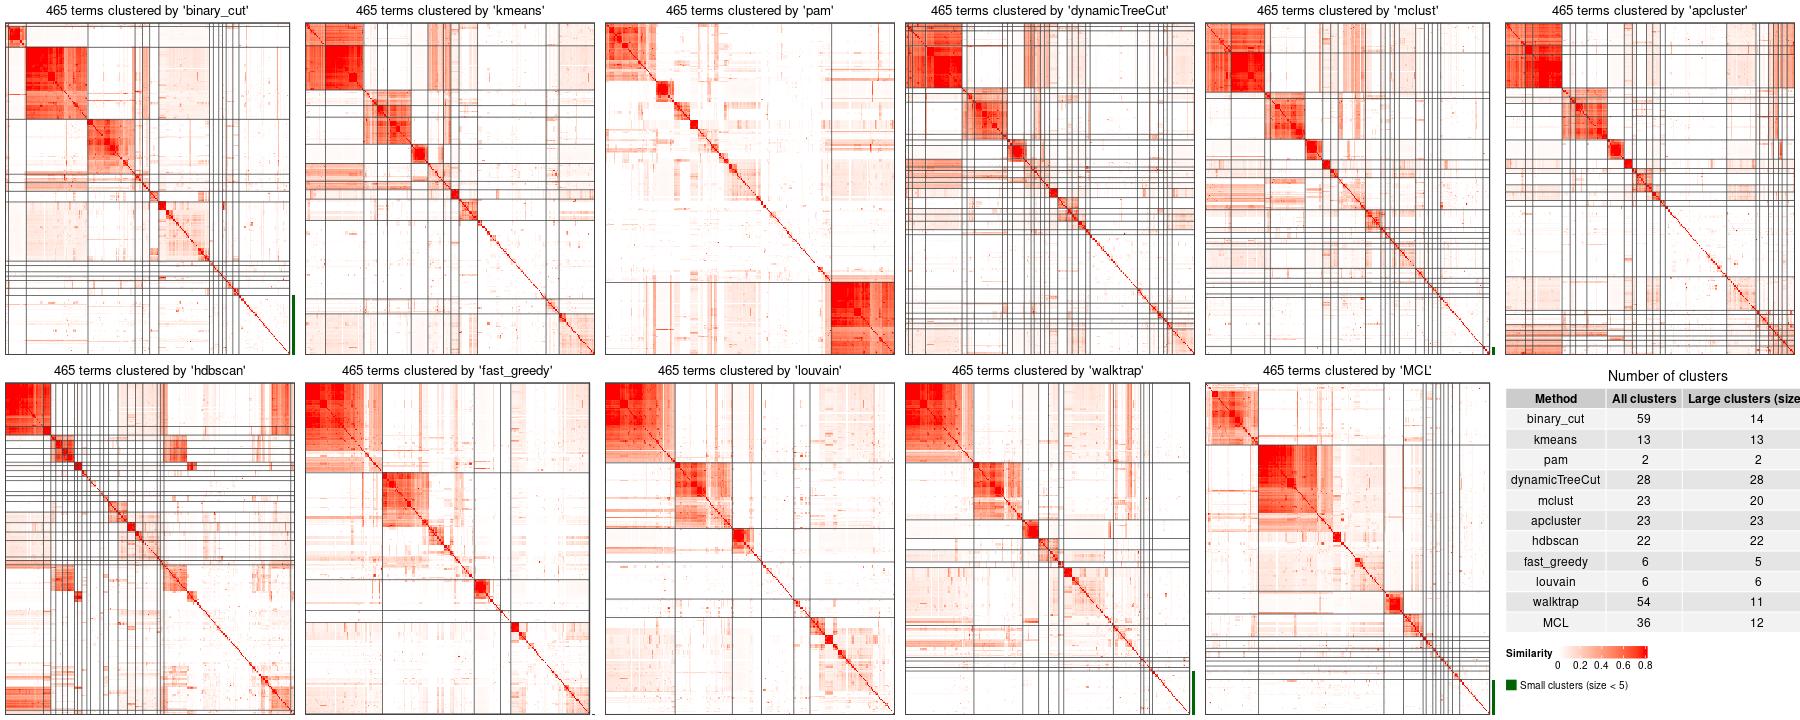 465 terms clustered by 'binary_cut'
465 terms clustered by 'kmeans'
465 terms clustered by 'pam'
465 terms clustered by 'dynamicTreeCut'
465 terms clustered by 'mclust'
465 terms clustered by 'apcluster'
465 terms clustered by 'hdbscan'
465 terms clustered by 'fast_greedy'
465 terms clustered by 'louvain'
465 terms clustered by 'walktrap'
465 terms clustered by 'MCL'
Number of clusters
Method All clusters Large clusters (size
binary_cut 59 14
kmeans 13 13
pam 2 2
dynamicTreeCut 28 28
mclust 23 20
apcluster 23 23
hdbscan 22 22
fast_greedy 6 5
louvain 6 6
walktrap 54 11
MCL 36 12
Similarity
0 0.2 0.4 0.6 0.8
Small clusters (size < 5)